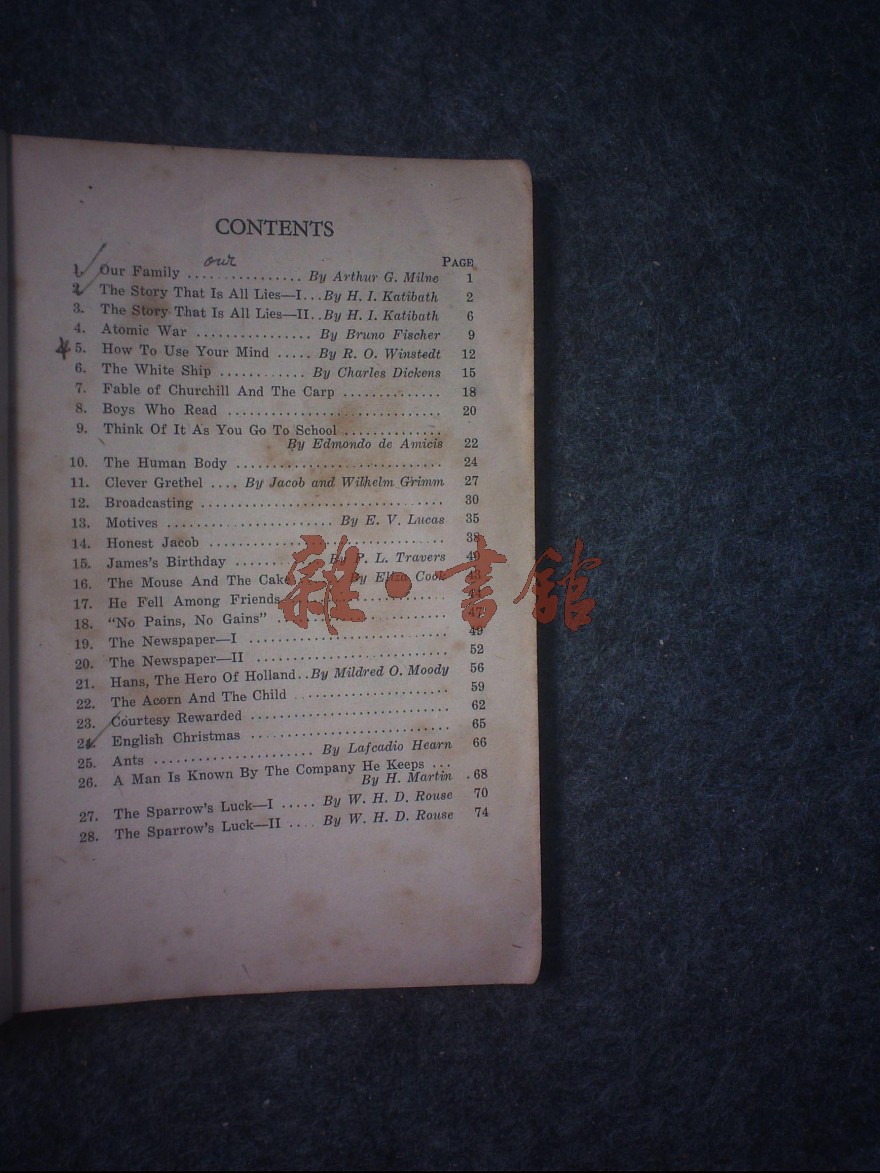 CONTENTS
our
PAGE
1. Our Family ............... By Arthur G. Milne 1
2. The Story That Is All Lies—I...By H. I. Katibath 2
3. The Story That Is All Lies—II..By H. I. Katibath 6
4. Atomic War ................ By Bruno Fischer 9
5. How To Use Your Mind ..... By R. O. Winstedt 12
6. The White Ship ............ By Charles Dickens 15
7. Fable of Churchill And The Carp .............. 18
8. Boys Who Read ............................. 20
9. Think Of It As You Go To School ..............
By Edmondo de Amicis 22
10. The Human Body ........................... 24
11. Clever Grethel .... By Jacob and Wilhelm Grimm 27
12. Broadcasting ................................. 30
13. Motives ....................... By E. V. Lucas 35
14. Honest Jacob ................................ 38
15. James's Birthday ............ By P. L. Travers
16. The Mouse And The Cake By Eliza Cook
17. He Fell Among Friends ......................
18. "No Pains, No Gains" ........................ 47
19. The Newspaper—I ........................... 49
20. The Newspaper—II .......................... 52
21. Hans, The Hero Of Holland..By Mildred O. Moody 56
22. The Acorn And The Child .................... 59
23. Courtesy Rewarded .......................... 62
24. English Christmas ........................... 65
25. Ants ...................... By Lafcadio Hearn 66
26. A Man Is Known By The Company He Keeps ...
By H. Martin 68
27. The Sparrow's Luck—I ..... By W. H. D. Rouse 70
28. The Sparrow's Luck—II .... By W. H. D. Rouse 74
雜·書館